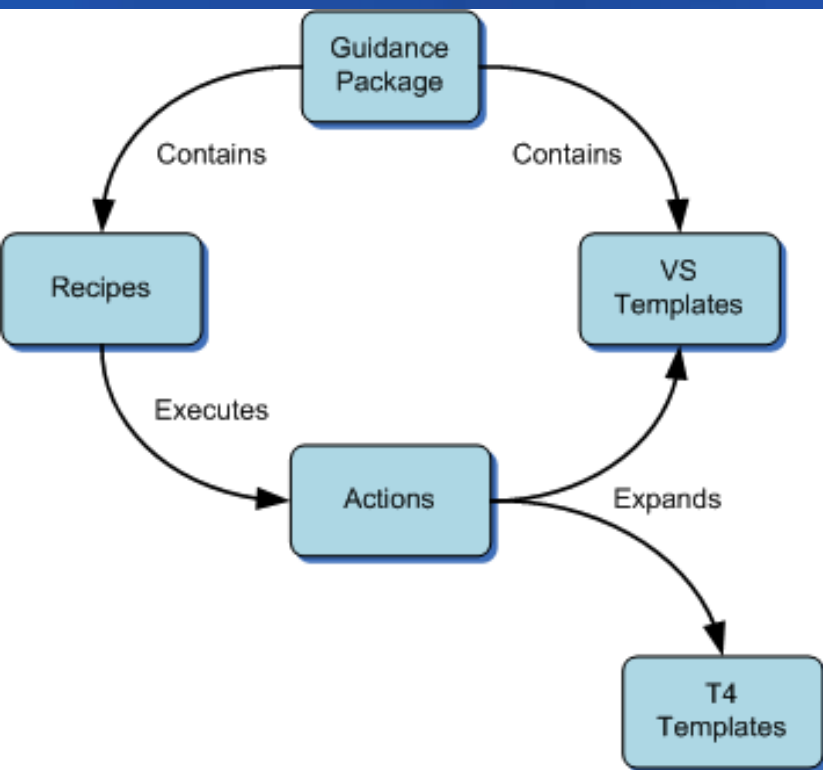 Guidance
Package
Contains
Contains
Recipes
VS
Templates
Executes
Actions
Expands
T4
Templates